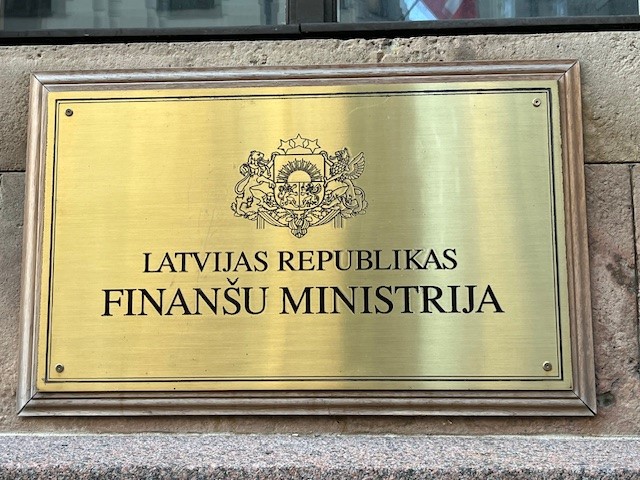 LATVIJAS REPUBLIKAS
FINANŠU MINISTRIJA